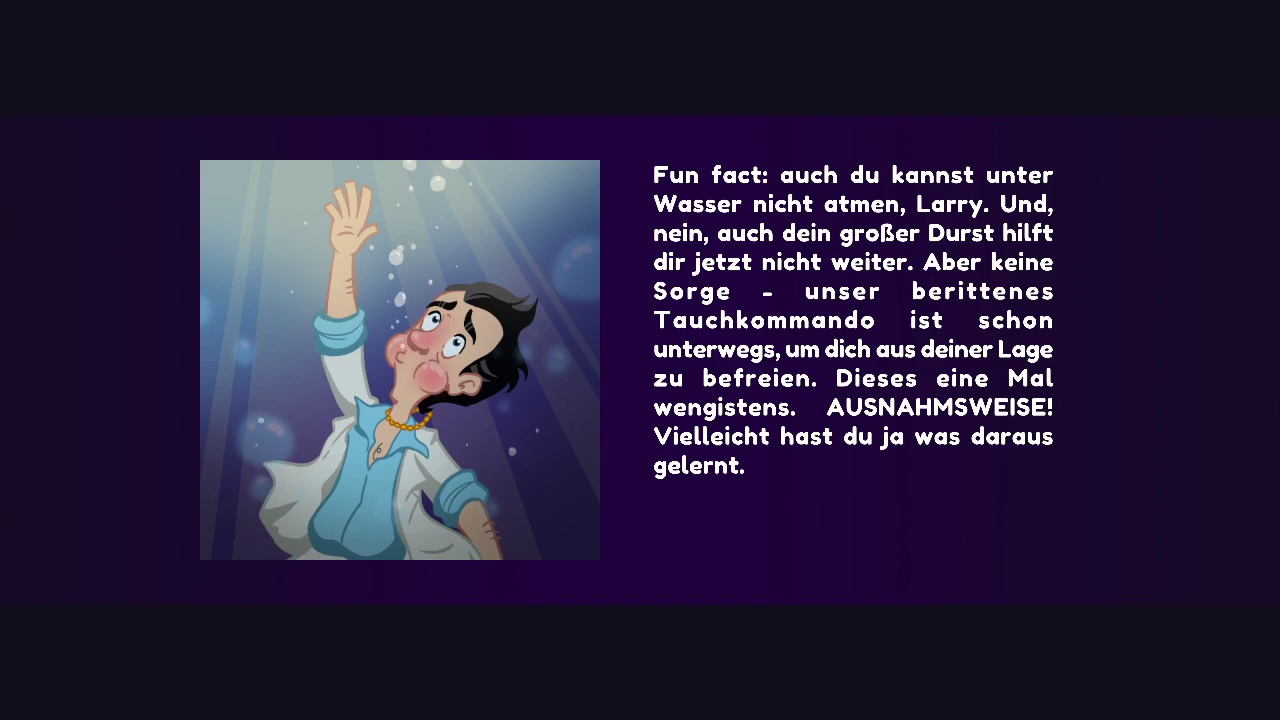 Fun fact: auch du kannst unter
Wasser nicht atmen, Larry. Und,
nein, auch dein großer Durst hilft
dir jetzt nicht weiter. Aber keine
Sorge - unser berittenes
Tauchkommando ist schon
unterwegs, um dich aus deiner Lage
zu befreien. Dieses eine Mal
wengistens. AUSNAHMSWEISE!
Vielleicht hast du ja was daraus
gelernt.